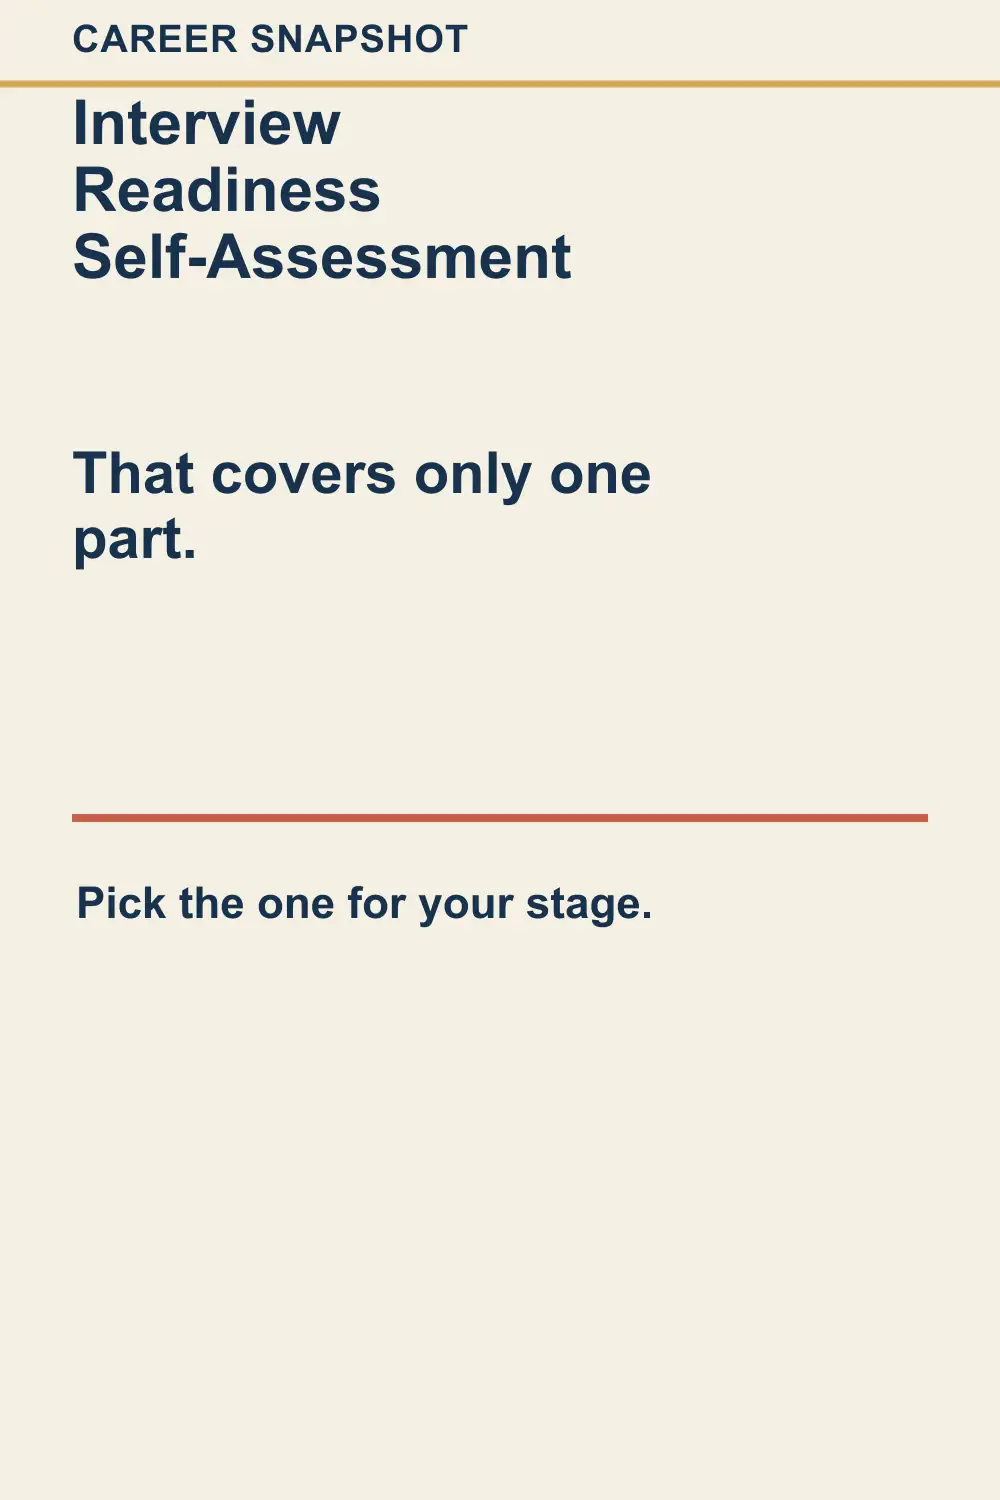 CAREER SNAPSHOT
Interview
Readiness
Self-Assessment
That covers only one
part.
Pick the one for your stage.